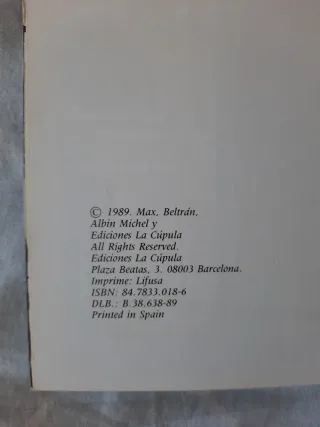 © 1989. Max, Beltrán,
Albin Michel y
Ediciones La Cúpula
All Rights Reserved.
Ediciones La Cúpula
Plaza Beatas, 3. 08003 Barcelona.
Imprime: Lifusa
ISBN: 84.7833.018-6
DLB.: B. 38.638-89
Printed in Spain